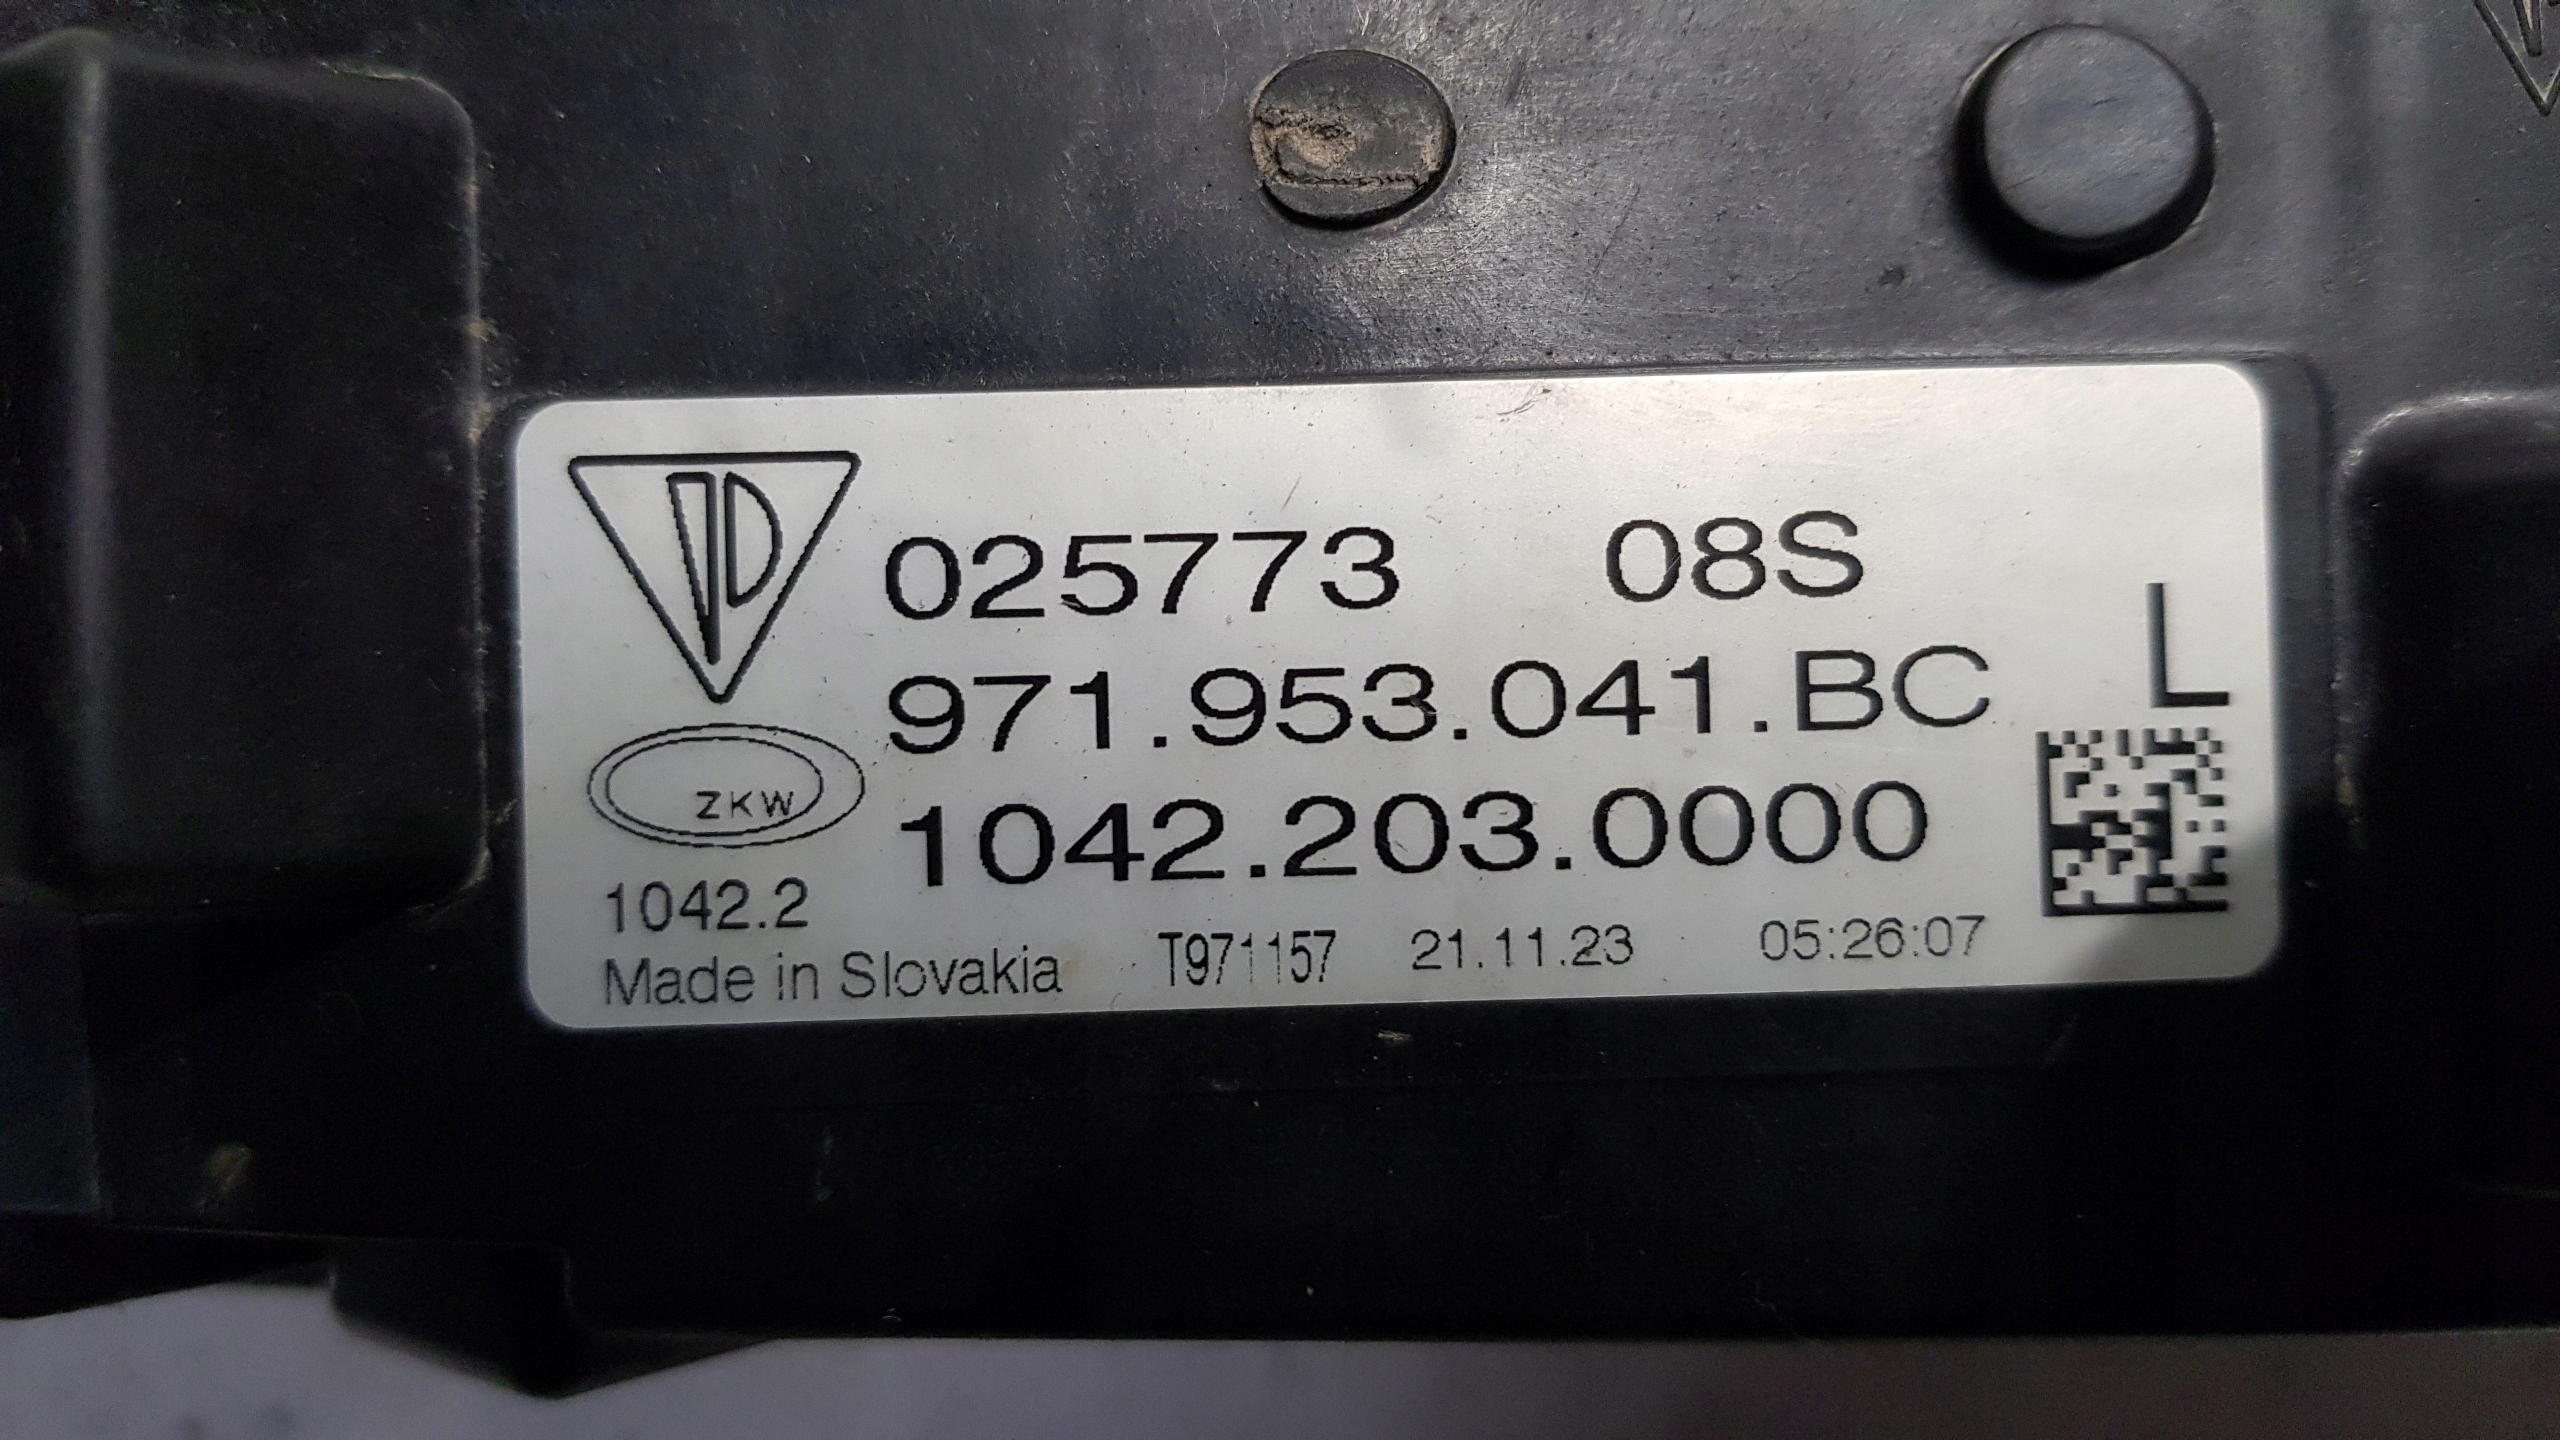 025773 08S
971.953.041.BC L
ZKW
1042.203.0000
1042.2
Made in Slovakia T971157 21.11.23 05:26:07